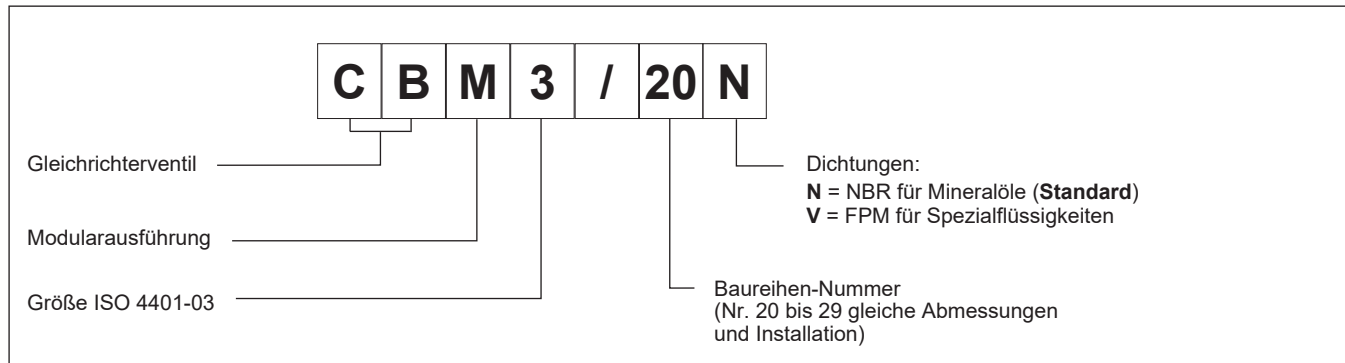 C B M 3 / 20 N
Gleichrichterventil
Modularausführung
Größe ISO 4401-03
Dichtungen:
N = NBR für Mineralöle (Standard)
V = FPM für Spezialflüssigkeiten
Baureihen-Nummer
(Nr. 20 bis 29 gleiche Abmessungen
und Installation)